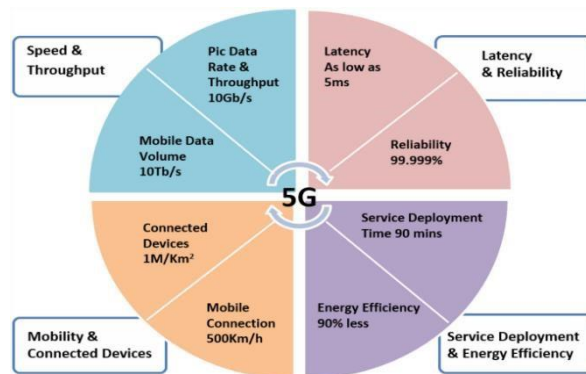 Speed &
Throughput
Pic Data
Rate &
Throughput
10Gb/s
Mobile Data
Volume
10Tb/s
Latency
As low as
5ms
Reliability
99.999%
Latency
& Reliability
5G
Connected
Devices
1M/Km²
Mobile
Connection
500Km/h
Mobility &
Connected Devices
Service Deployment
Time 90 mins
Energy Efficiency
90% less
Service Deployment
& Energy Efficiency